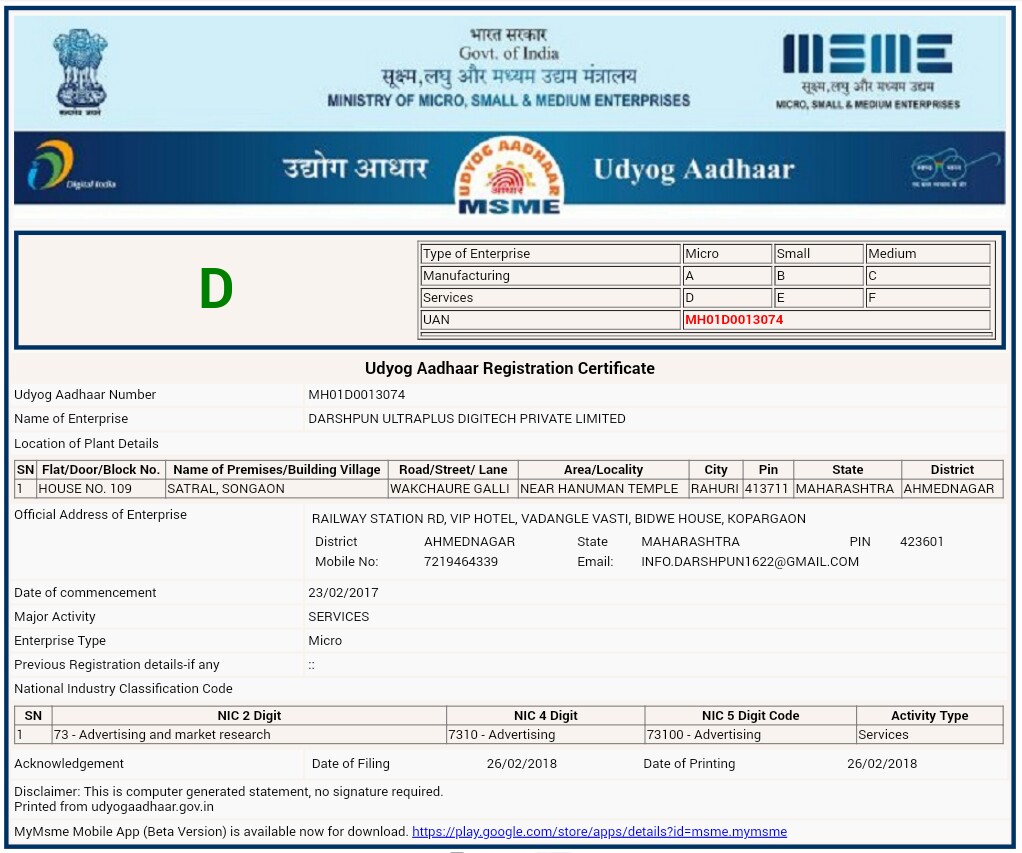 भारत सरकार
Govt. of India
सूक्ष्म,लघु और मध्यम उद्यम मंत्रालय
MINISTRY OF MICRO, SMALL & MEDIUM ENTERPRISES
सत्यमेव जयते
msme
सूक्ष्म,लघु और मध्यम उद्यम
MICRO, SMALL & MEDIUM ENTERPRISES
Digital India
उद्योग आधार
UDYOG AADHAAR
आधार
MSME
Udyog Aadhaar
स्वच्छ भारत
एक कदम स्वच्छता की ओर
D
Type of Enterprise Micro Small Medium
Manufacturing A B C
Services D E F
UAN MH01D0013074
Udyog Aadhaar Registration Certificate
Udyog Aadhaar Number MH01D0013074
Name of Enterprise DARSHPUN ULTRAPLUS DIGITECH PRIVATE LIMITED
Location of Plant Details
SN Flat/Door/Block No. Name of Premises/Building Village Road/Street/ Lane Area/Locality City Pin State District
1 HOUSE NO. 109 SATRAL, SONGAON WAKCHAURE GALLI NEAR HANUMAN TEMPLE RAHURI 413711 MAHARASHTRA AHMEDNAGAR
Official Address of Enterprise RAILWAY STATION RD, VIP HOTEL, VADANGLE VASTI, BIDWE HOUSE, KOPARGAON
District AHMEDNAGAR State MAHARASHTRA PIN 423601
Mobile No: 7219464339 Email: INFO.DARSHPUN1622@GMAIL.COM
Date of commencement 23/02/2017
Major Activity SERVICES
Enterprise Type Micro
Previous Registration details-if any ::
National Industry Classification Code
SN NIC 2 Digit NIC 4 Digit NIC 5 Digit Code Activity Type
1 73 - Advertising and market research 7310 - Advertising 73100 - Advertising Services
Acknowledgement Date of Filing 26/02/2018 Date of Printing 26/02/2018
Disclaimer: This is computer generated statement, no signature required.
Printed from udyogaadhaar.gov.in
MyMsme Mobile App (Beta Version) is available now for download. https://play.google.com/store/apps/details?id=msme.mymsme